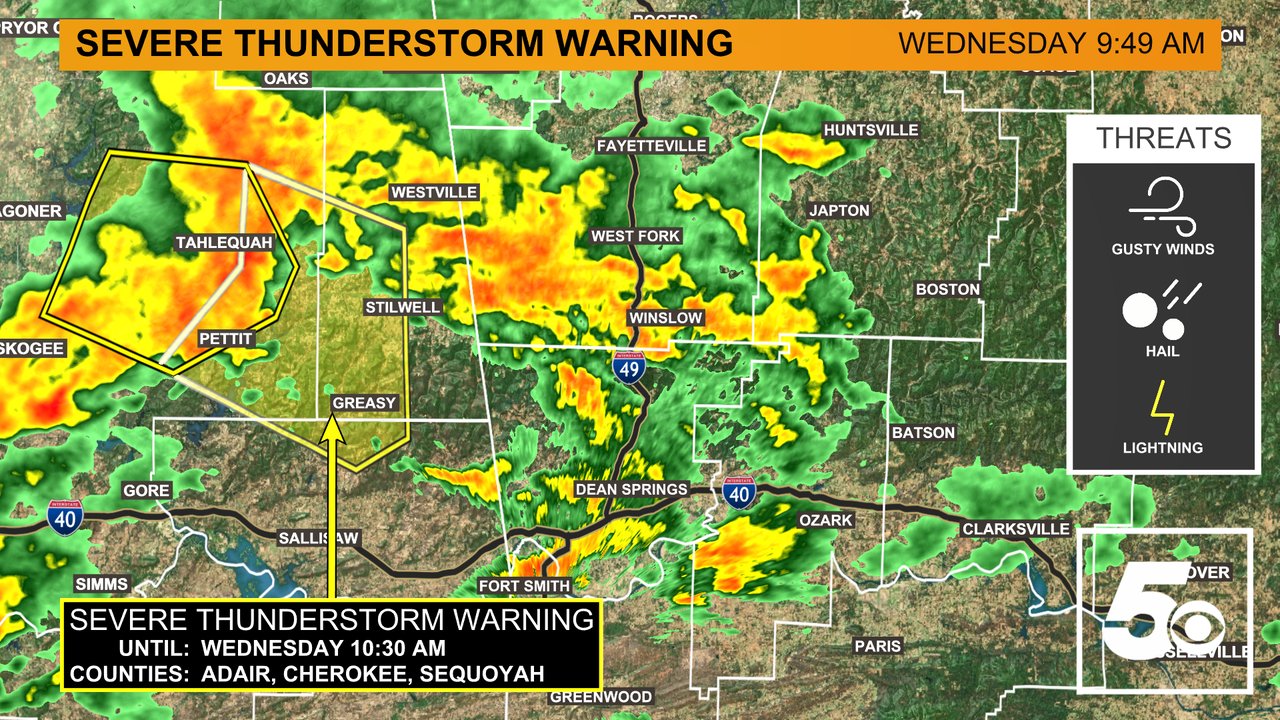 PRYOR
ROGERS
SEVERE THUNDERSTORM WARNING
WEDNESDAY 9:49 AM
OAKS
THREATS
HUNTSVILLE
FAYETTEVILLE
WESTVILLE
JAPTON
TAHLEQUAH
WEST FORK
GUSTY WINDS
BOSTON
STILWELL
WINSLOW
PETTIT
HAIL
INTERSTATE
49
GREASY
BATSON
LIGHTNING
GORE
DEAN SPRINGS
INTERSTATE
40
INTERSTATE
40
OZARK
CLARKSVILLE
SALLISAW
SIMMS
FORT SMITH
OVER
5
SEVERE THUNDERSTORM WARNING
UNTIL: WEDNESDAY 10:30 AM
COUNTIES: ADAIR, CHEROKEE, SEQUOYAH
PARIS
GREENWOOD